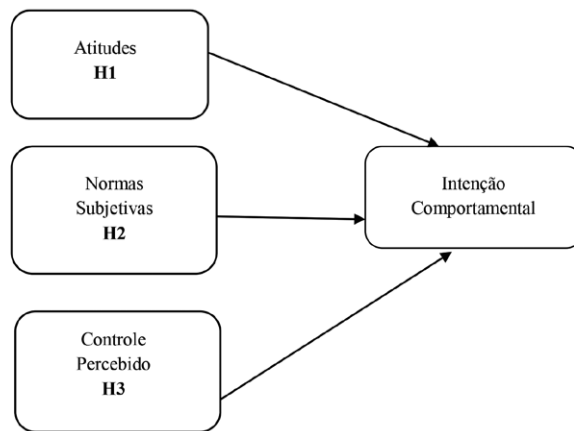 Atitudes
H1
Normas
Subjetivas
H2
Intenção
Comportamental
Controle
Percebido
H3